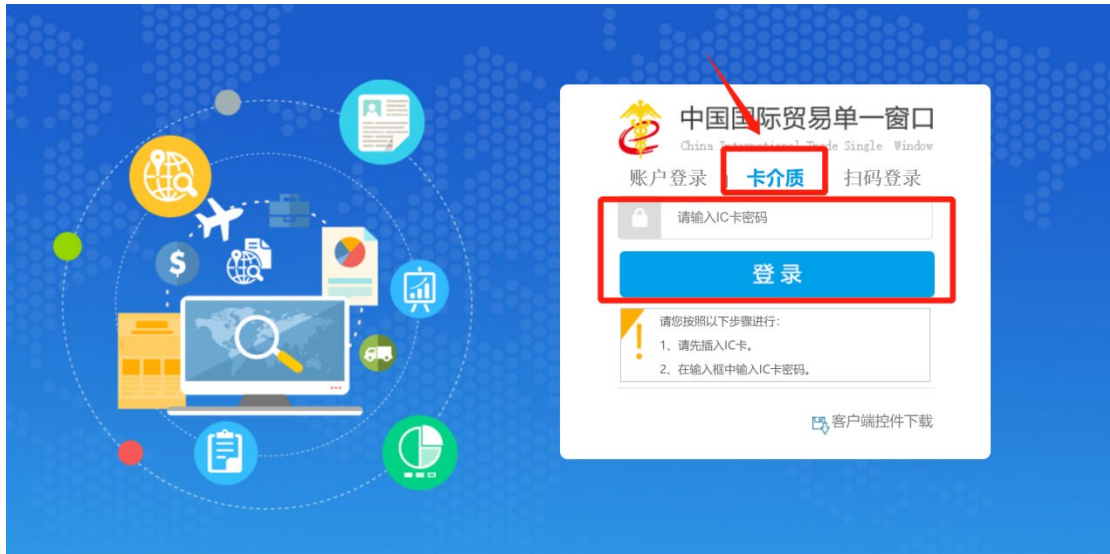 中国国际贸易单一窗口
China International Trade Single Window
账户登录 卡介质 扫码登录
请输入IC卡密码
登录
请您按照以下步骤进行：
1、请先插入IC卡。
2、在输入框中输入IC卡密码。
客户端控件下载